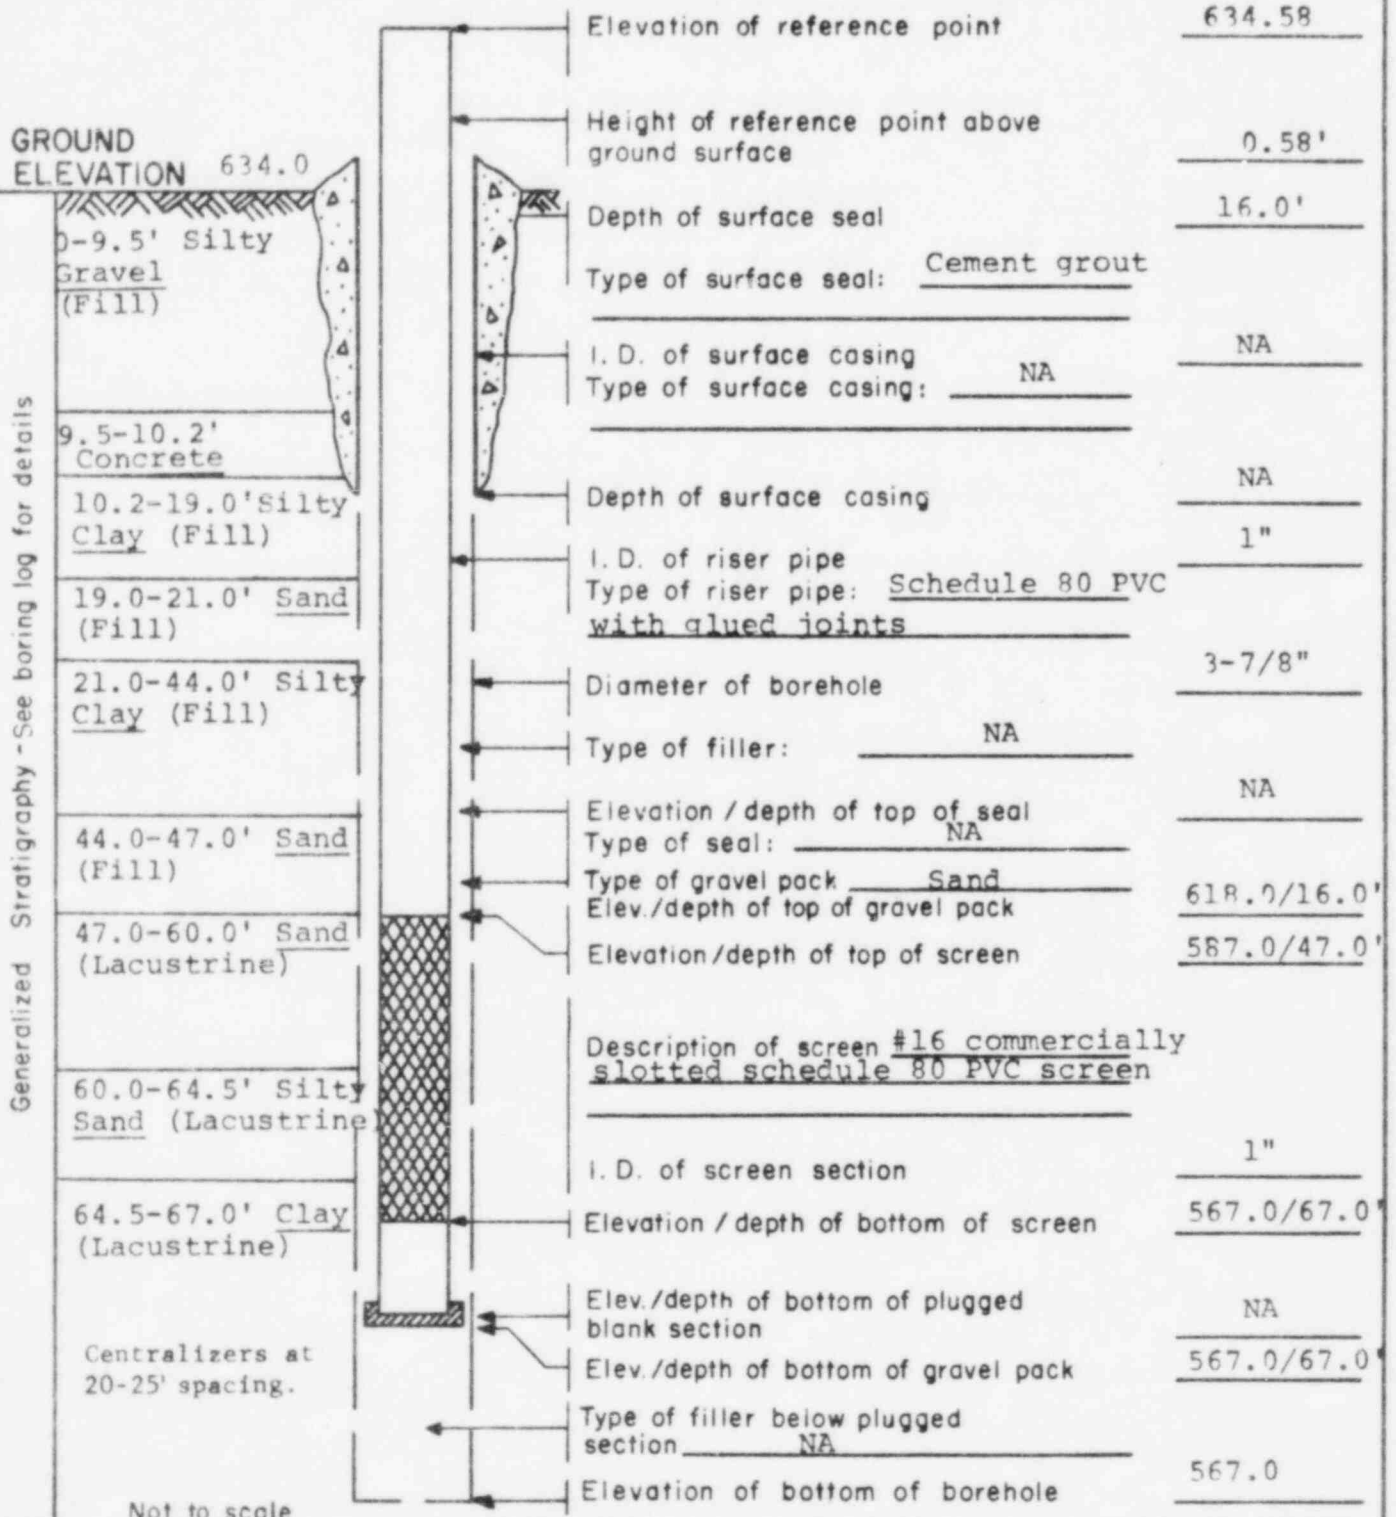 Elevation of reference point 634.58
Height of reference point above
ground surface 0.58'
GROUND
ELEVATION 634.0
Depth of surface seal 16.0'
Type of surface seal: Cement grout
I. D. of surface casing NA
Type of surface casing: NA
Depth of surface casing NA
I. D. of riser pipe 1"
Type of riser pipe: Schedule 80 PVC
with glued joints
Diameter of borehole 3-7/8"
Type of filler: NA
Elevation / depth of top of seal NA
Type of seal: NA
Type of gravel pack Sand
Elev./depth of top of gravel pack 618.0/16.0'
Elevation/depth of top of screen 587.0/47.0'
Description of screen #16 commercially
slotted schedule 80 PVC screen
I. D. of screen section 1"
Elevation / depth of bottom of screen 567.0/67.0'
Elev./depth of bottom of plugged
blank section NA
Elev./depth of bottom of gravel pack 567.0/67.0'
Type of filler below plugged
section NA
Elevation of bottom of borehole 567.0
Generalized Stratigraphy - See boring log for details
0-9.5' Silty
Gravel
(Fill)
9.5-10.2'
Concrete
10.2-19.0' Silty
Clay (Fill)
19.0-21.0' Sand
(Fill)
21.0-44.0' Silty
Clay (Fill)
44.0-47.0' Sand
(Fill)
47.0-60.0' Sand
(Lacustrine)
60.0-64.5' Silty
Sand (Lacustrine)
64.5-67.0' Clay
(Lacustrine)
Centralizers at
20-25' spacing.
Not to scale